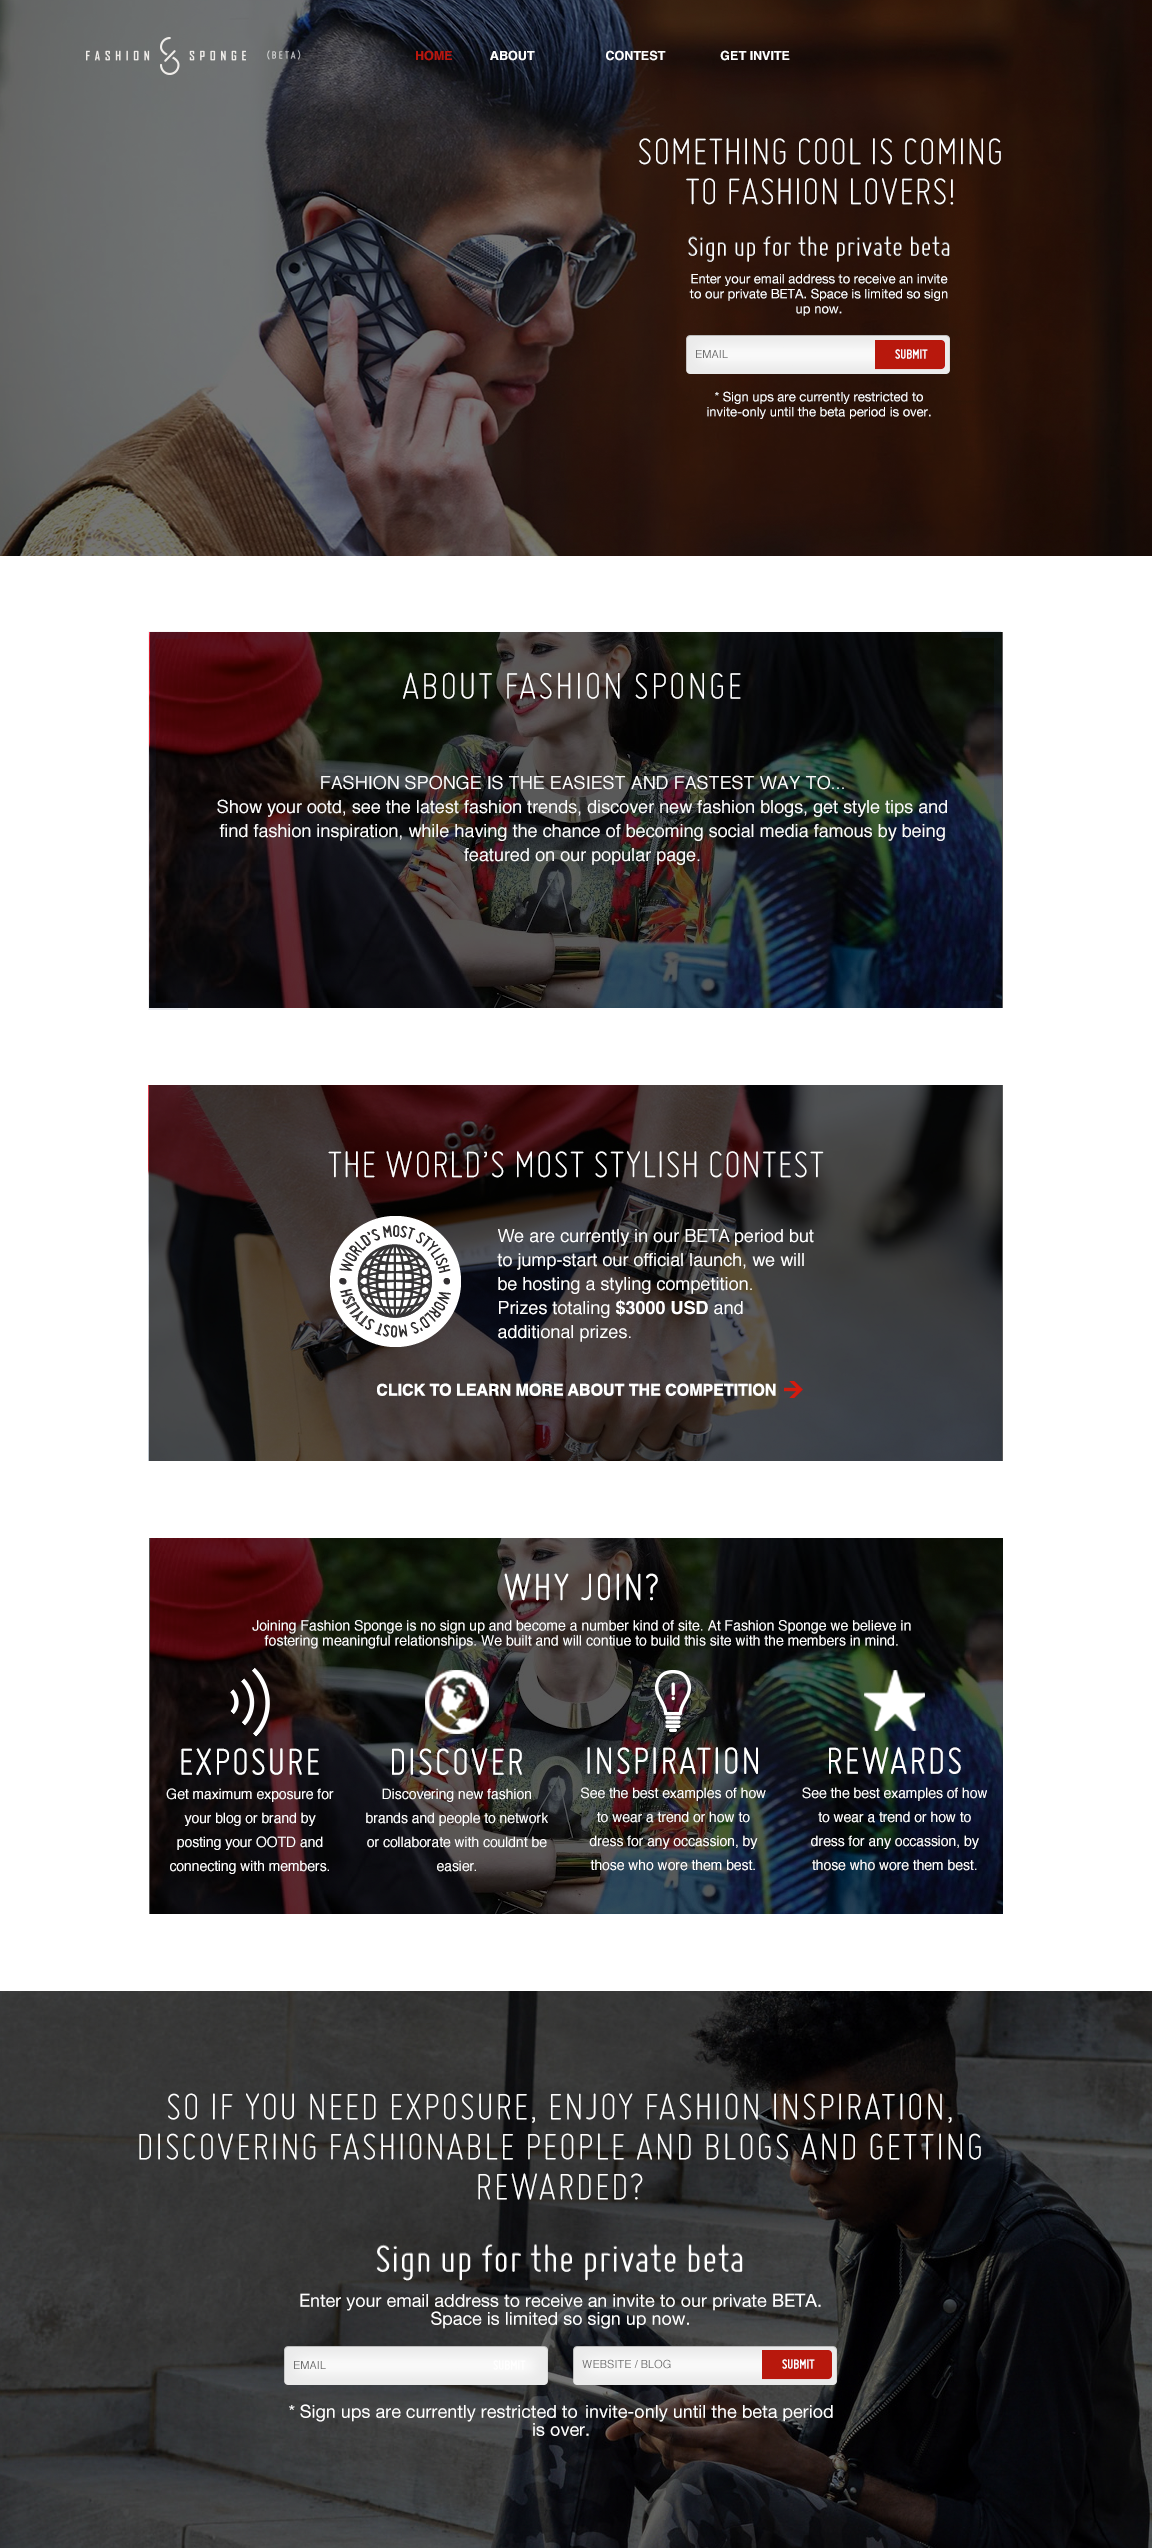 FASHION SPONGE (BETA)
HOME ABOUT CONTEST GET INVITE
SOMETHING COOL IS COMING
TO FASHION LOVERS!
Sign up for the private beta
Enter your email address to receive an invite
to our private BETA. Space is limited so sign
up now.
EMAIL SUBMIT
* Sign ups are currently restricted to
invite-only until the beta period is over.
ABOUT FASHION SPONGE
FASHION SPONGE IS THE EASIEST AND FASTEST WAY TO...
Show your ootd, see the latest fashion trends, discover new fashion blogs, get style tips and
find fashion inspiration, while having the chance of becoming social media famous by being
featured on our popular page.
THE WORLD'S MOST STYLISH CONTEST
WORLD'S MOST STYLISH • WORLD'S MOST STYLISH •
We are currently in our BETA period but
to jump-start our official launch, we will
be hosting a styling competition.
Prizes totaling $3000 USD and
additional prizes.
CLICK TO LEARN MORE ABOUT THE COMPETITION
WHY JOIN?
Joining Fashion Sponge is no sign up and become a number kind of site. At Fashion Sponge we believe in
fostering meaningful relationships. We built and will contiue to build this site with the members in mind.
EXPOSURE
Get maximum exposure for
your blog or brand by
posting your OOTD and
connecting with members.
DISCOVER
Discovering new fashion
brands and people to network
or collaborate with couldnt be
easier.
INSPIRATION
See the best examples of how
to wear a trend or how to
dress for any occassion, by
those who wore them best.
REWARDS
See the best examples of how
to wear a trend or how to
dress for any occassion, by
those who wore them best.
SO IF YOU NEED EXPOSURE, ENJOY FASHION INSPIRATION,
DISCOVERING FASHIONABLE PEOPLE AND BLOGS AND GETTING
REWARDED?
Sign up for the private beta
Enter your email address to receive an invite to our private BETA.
Space is limited so sign up now.
EMAIL SUBMIT WEBSITE / BLOG SUBMIT
* Sign ups are currently restricted to invite-only until the beta period
is over.